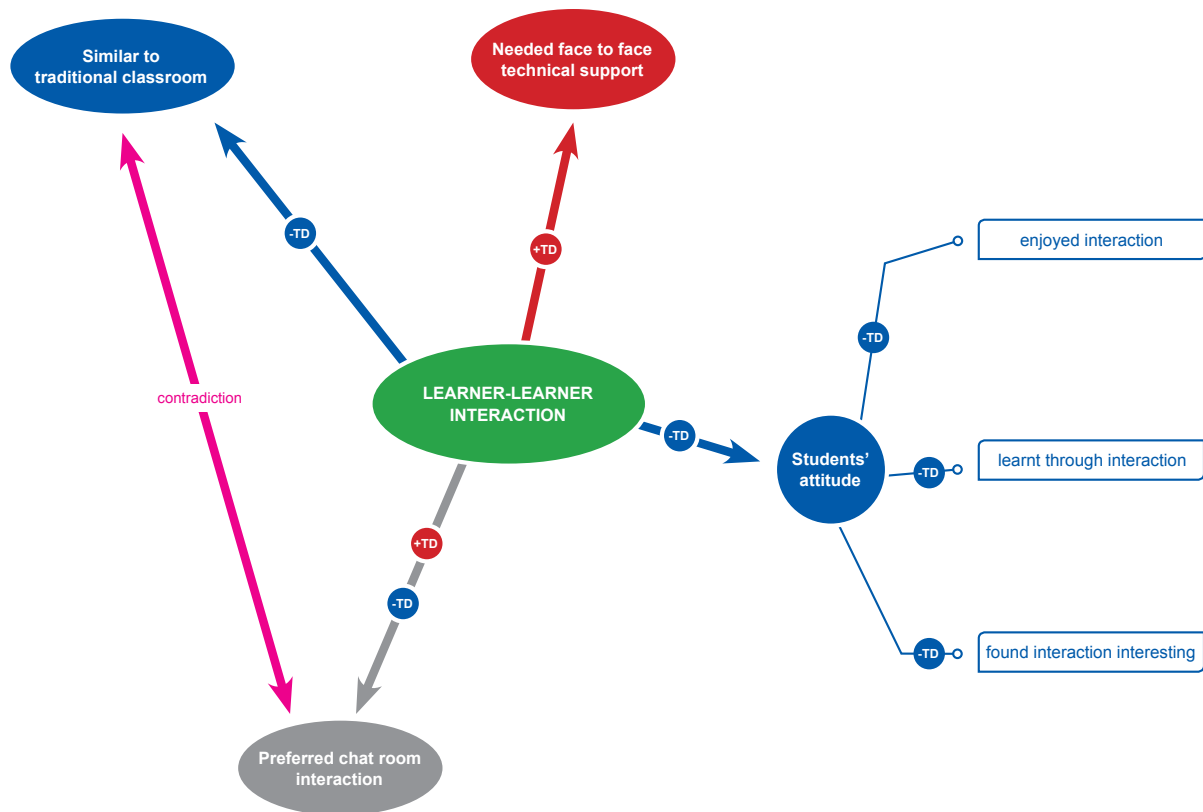 Similar to
traditional classroom
Needed face to face
technical support
-TD
+TD
enjoyed interaction
-TD
contradiction
LEARNER-LEARNER
INTERACTION
-TD
Students’
attitude
-TD
learnt through interaction
+TD
-TD
-TD
found interaction interesting
Preferred chat room
interaction